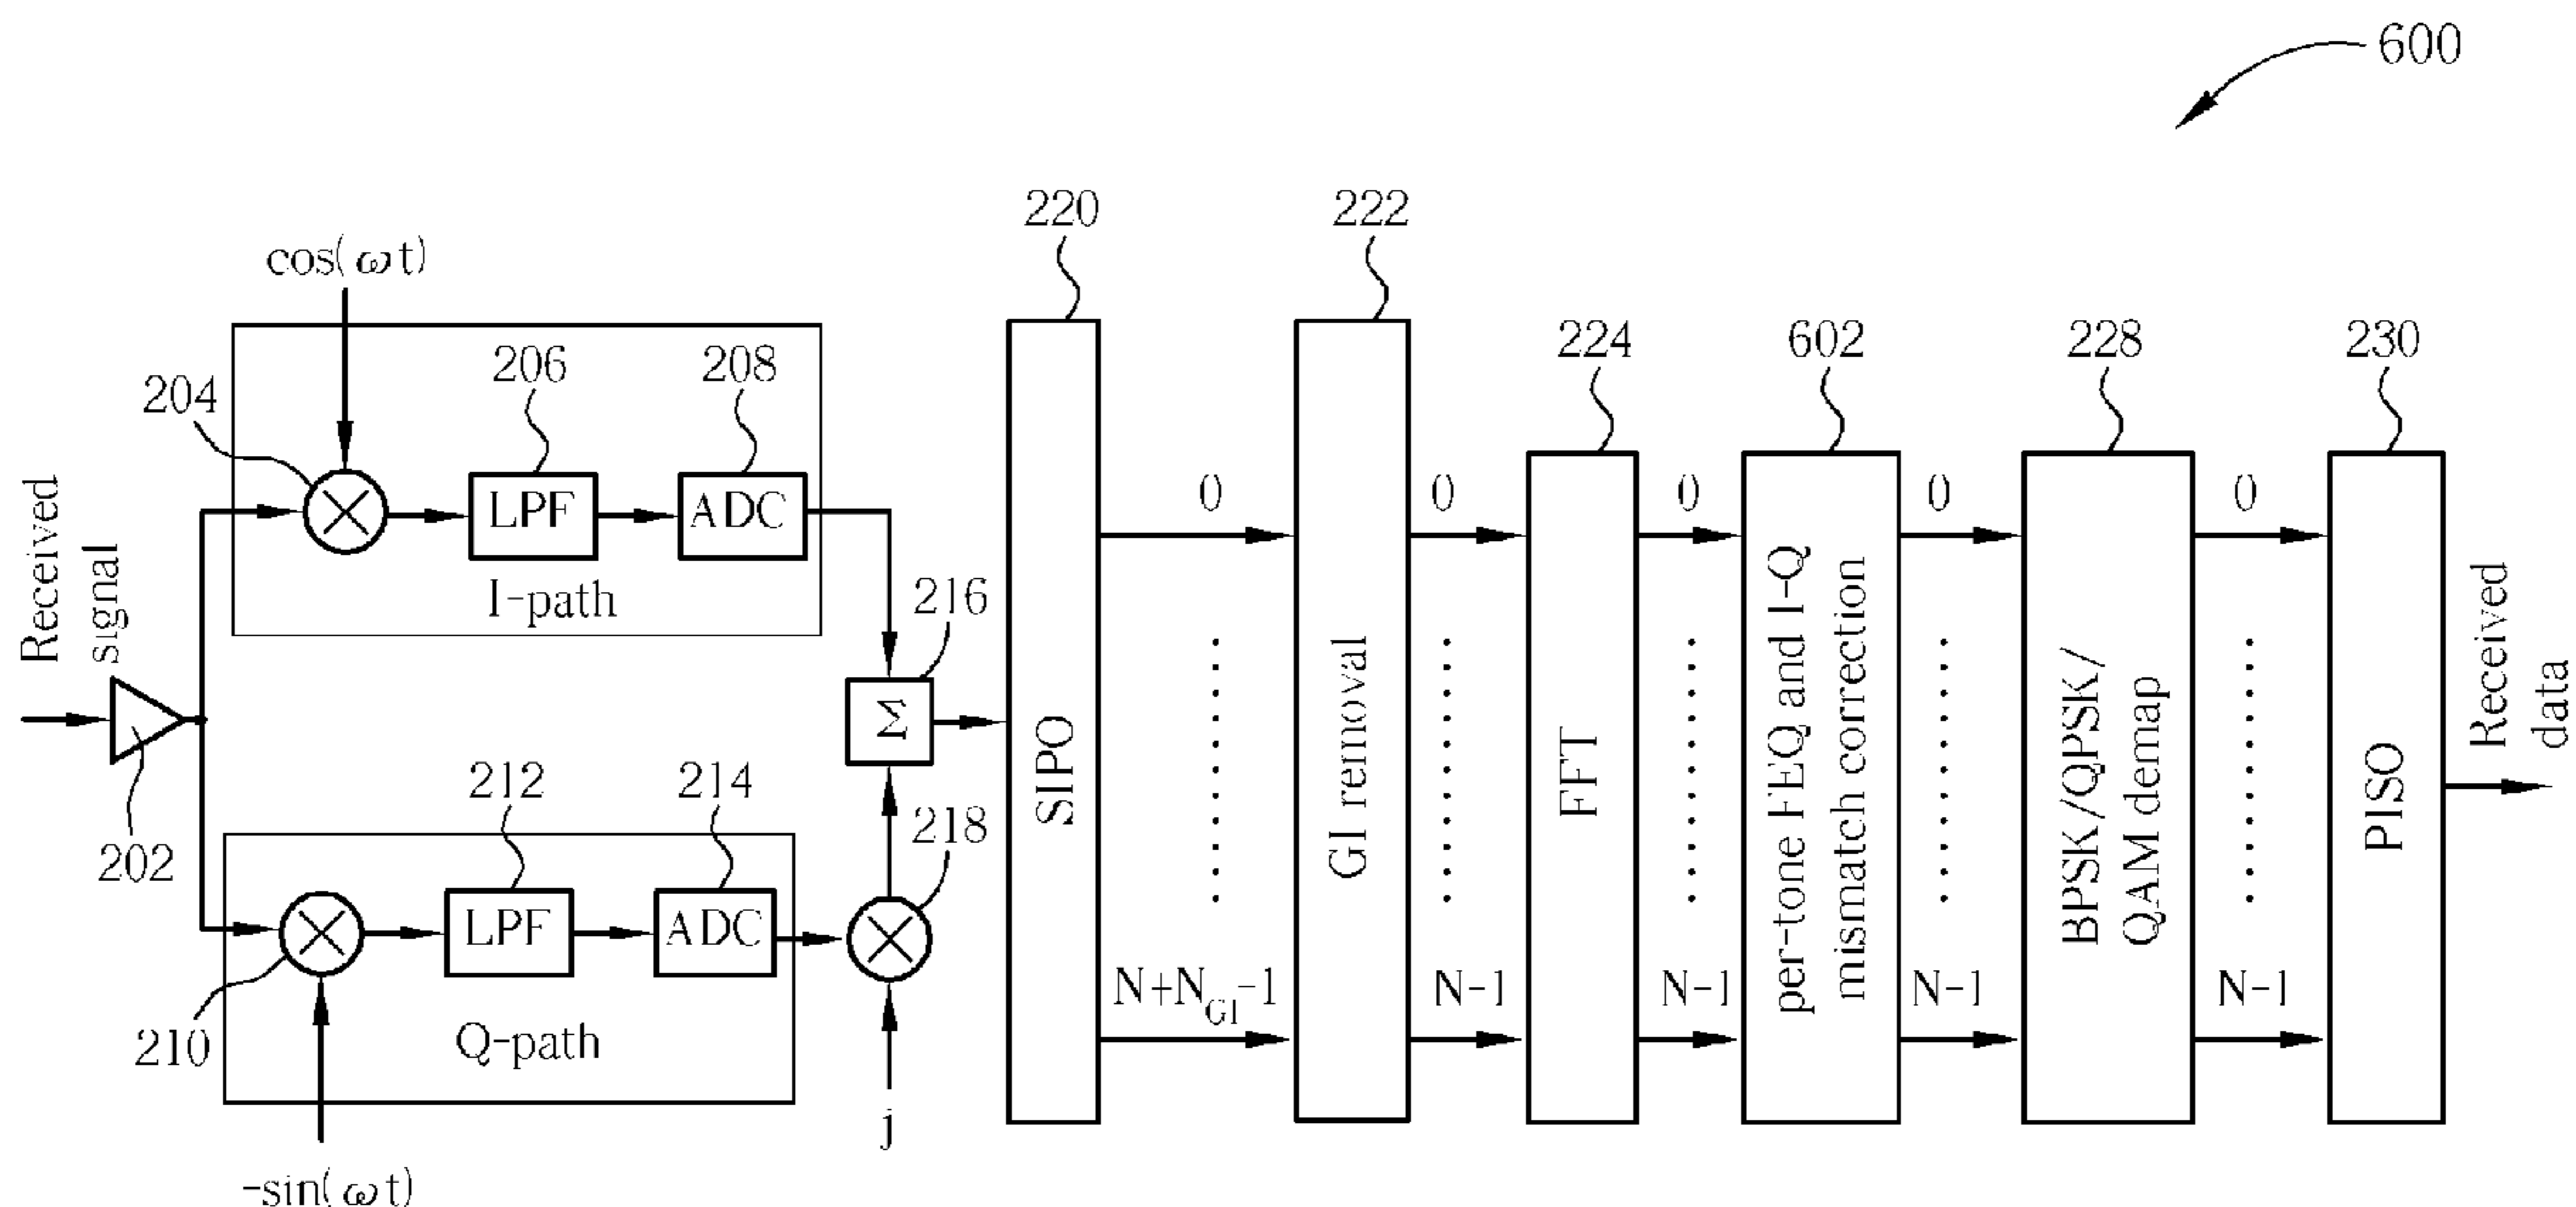 600
220
222
cos(ωt)
224
602
228
230
206
208
204
LPF
ADC
I-path
0
0
0
0
0
Received
signal
216
Σ
202
212
214
218
LPF
ADC
210
Q-path
j
-sin(ωt)
SIPO
N+N_GI-1
GI removal
N-1
FFT
N-1
per-tone FEQ and I-Q
mismatch correction
N-1
BPSK/QPSK/
QAM demap
N-1
PISO
Received
data